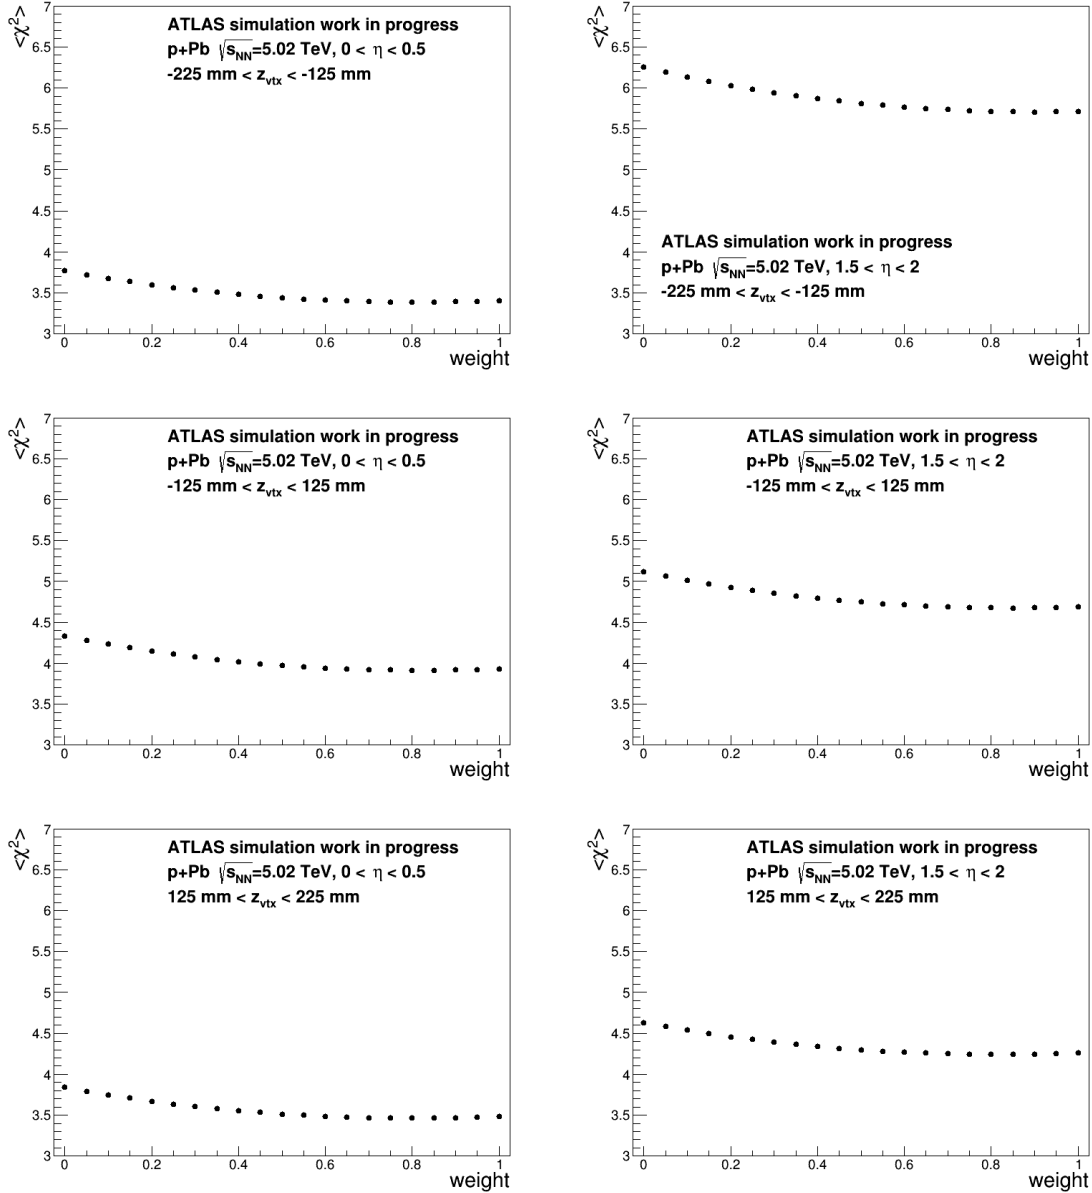 <χ²>
7
6.5
6
5.5
5
4.5
4
3.5
3
ATLAS simulation work in progress
p+Pb √sNN=5.02 TeV, 0 < η < 0.5
-225 mm < zvtx < -125 mm
0 0.2 0.4 0.6 0.8 1
weight
<χ²>
7
6.5
6
5.5
5
4.5
4
3.5
3
ATLAS simulation work in progress
p+Pb √sNN=5.02 TeV, 1.5 < η < 2
-225 mm < zvtx < -125 mm
0 0.2 0.4 0.6 0.8 1
weight
<χ²>
7
6.5
6
5.5
5
4.5
4
3.5
3
ATLAS simulation work in progress
p+Pb √sNN=5.02 TeV, 0 < η < 0.5
-125 mm < zvtx < 125 mm
0 0.2 0.4 0.6 0.8 1
weight
<χ²>
7
6.5
6
5.5
5
4.5
4
3.5
3
ATLAS simulation work in progress
p+Pb √sNN=5.02 TeV, 1.5 < η < 2
-125 mm < zvtx < 125 mm
0 0.2 0.4 0.6 0.8 1
weight
<χ²>
7
6.5
6
5.5
5
4.5
4
3.5
3
ATLAS simulation work in progress
p+Pb √sNN=5.02 TeV, 0 < η < 0.5
125 mm < zvtx < 225 mm
0 0.2 0.4 0.6 0.8 1
weight
<χ²>
7
6.5
6
5.5
5
4.5
4
3.5
3
ATLAS simulation work in progress
p+Pb √sNN=5.02 TeV, 1.5 < η < 2
125 mm < zvtx < 225 mm
0 0.2 0.4 0.6 0.8 1
weight